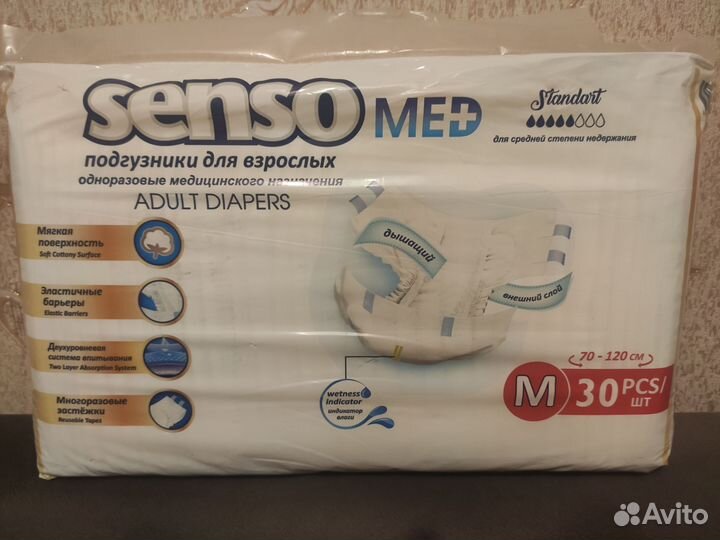 senso MED
Standart
для средней степени недержания
подгузники для взрослых
одноразовые медицинского назначения
ADULT DIAPERS
Мягкая
поверхность
Soft Cottony Surface
Эластичные
барьеры
Elastic Barriers
Двухуровневая
система впитывания
Two Layer Absorption System
Многоразовые
застёжки
Reusable Tapes
дышащий
внешний слой
wetness
indicator
индикатор
влаги
70 - 120 см
M 30 PCS/
ШТ
Avito